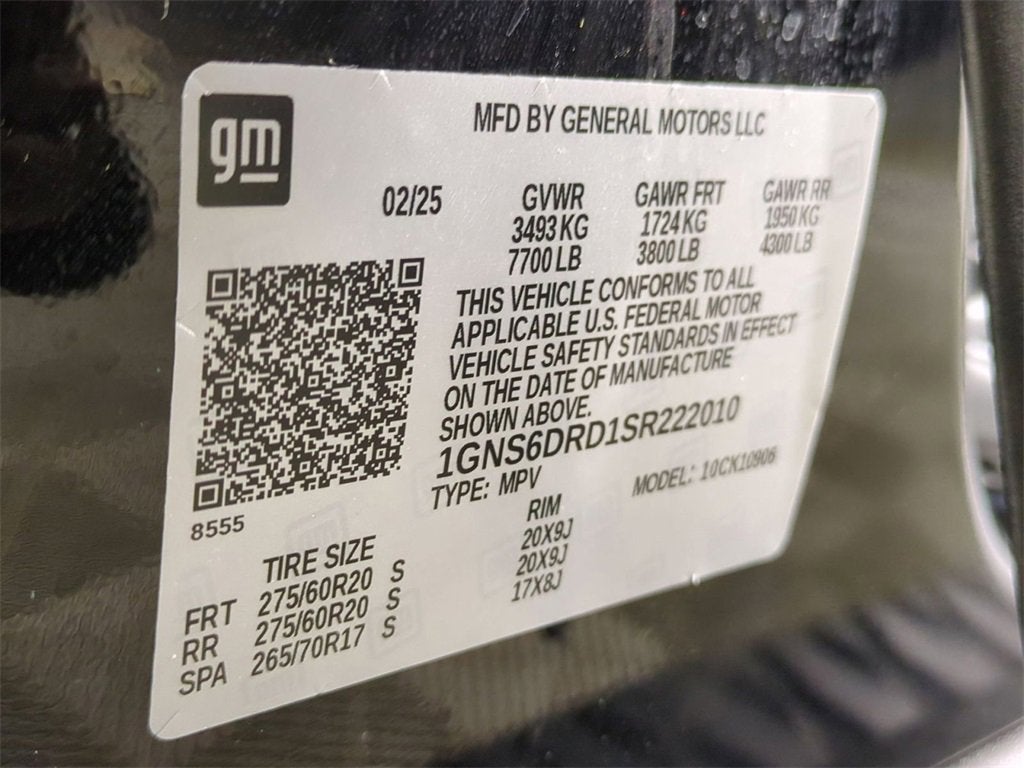 gm
MFD BY GENERAL MOTORS LLC
02/25 GVWR GAWR FRT GAWR RR
3493 KG 1724 KG 1950 KG
7700 LB 3800 LB 4300 LB
THIS VEHICLE CONFORMS TO ALL
APPLICABLE U.S. FEDERAL MOTOR
VEHICLE SAFETY STANDARDS IN EFFECT
ON THE DATE OF MANUFACTURE
SHOWN ABOVE.
1GNS6DRD1SR222010
TYPE: MPV MODEL: 10CK10906
8555
TIRE SIZE RIM
FRT 275/60R20 S 20X9J
RR 275/60R20 S 20X9J
SPA 265/70R17 S 17X8J